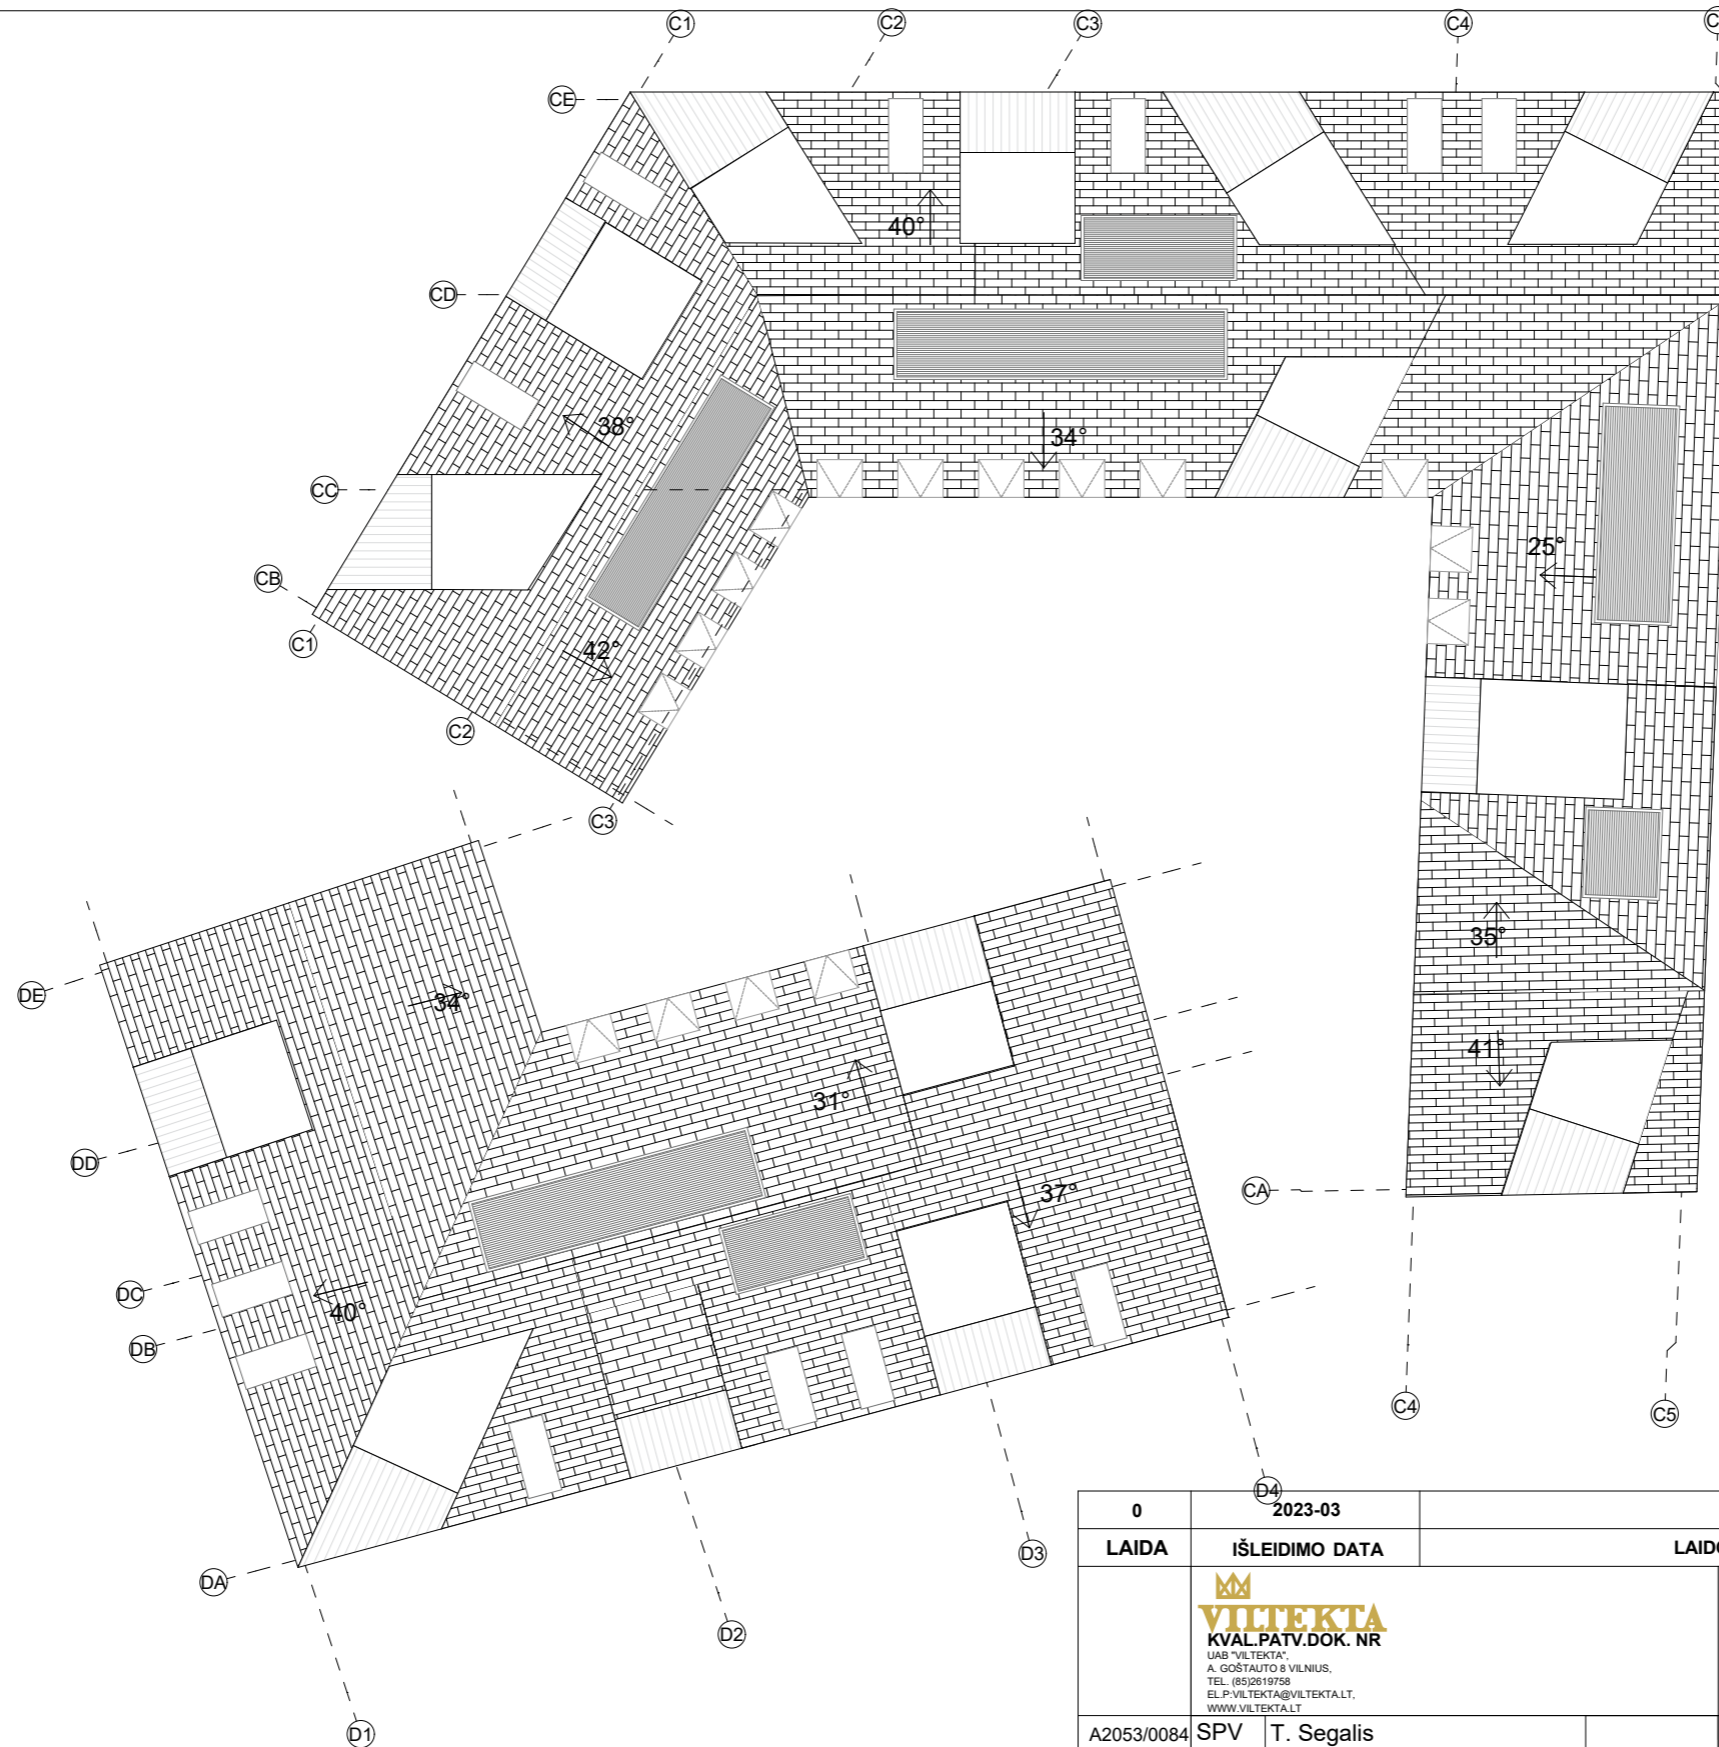 C1
C2
C3
C4
CE
40°
CD
38°
34°
CC
25°
CB
C1
42°
C2
C3
35°
DE
34°
41°
31°
DD
CA
37°
DC
40°
DB
C4
C5
D4
0 2023-03
LAIDA IŠLEIDIMO DATA
D3
DA
D2
D1
VILTEKTA
KVAL.PATV.DOK. NR
UAB "VILTEKTA",
A. GOŠTAUTO 8 VILNIUS,
TEL. (85)2619758
EL.P:VILTEKTA@VILTEKTA.LT,
WWW.VILTEKTA.LT
A2053/0084 SPV T. Segalis